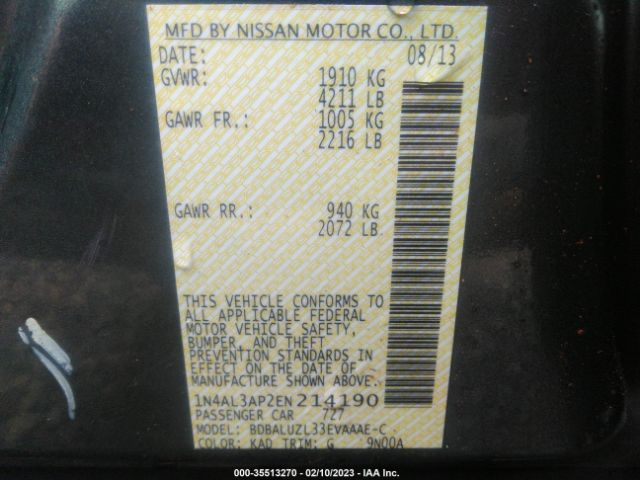 MFD BY NISSAN MOTOR CO., LTD.
DATE: 08/13
GVWR: 1910 KG
4211 LB
GAWR FR.: 1005 KG
2216 LB
GAWR RR.: 940 KG
2072 LB
THIS VEHICLE CONFORMS TO
ALL APPLICABLE FEDERAL
MOTOR VEHICLE SAFETY,
BUMPER, AND THEFT
PREVENTION STANDARDS IN
EFFECT ON THE DATE OF
MANUFACTURE SHOWN ABOVE.
1N4AL3AP2EN214190
PASSENGER CAR 727
MODEL: BDBALUZL33EVAAAE-C
COLOR: KAD TRIM: G 9N00A
000-35513270 - 02/10/2023 - IAA Inc.